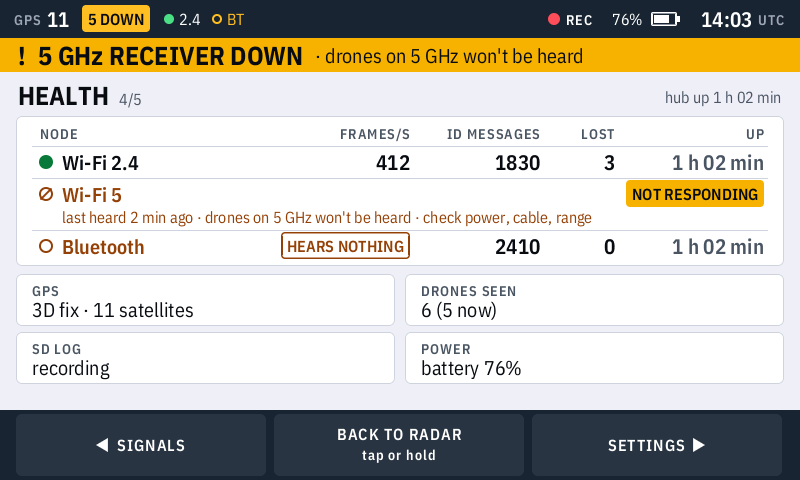 GPS 11 5 DOWN 2.4 BT REC 76% 14:03 UTC
! 5 GHz RECEIVER DOWN · drones on 5 GHz won't be heard
HEALTH 4/5 hub up 1 h 02 min
NODE FRAMES/S ID MESSAGES LOST UP
Wi-Fi 2.4 412 1830 3 1 h 02 min
Wi-Fi 5 NOT RESPONDING
last heard 2 min ago · drones on 5 GHz won't be heard · check power, cable, range
Bluetooth HEARS NOTHING 2410 0 1 h 02 min
GPS
3D fix · 11 satellites
DRONES SEEN
6 (5 now)
SD LOG
recording
POWER
battery 76%
◀ SIGNALS
BACK TO RADAR
tap or hold
SETTINGS ▶